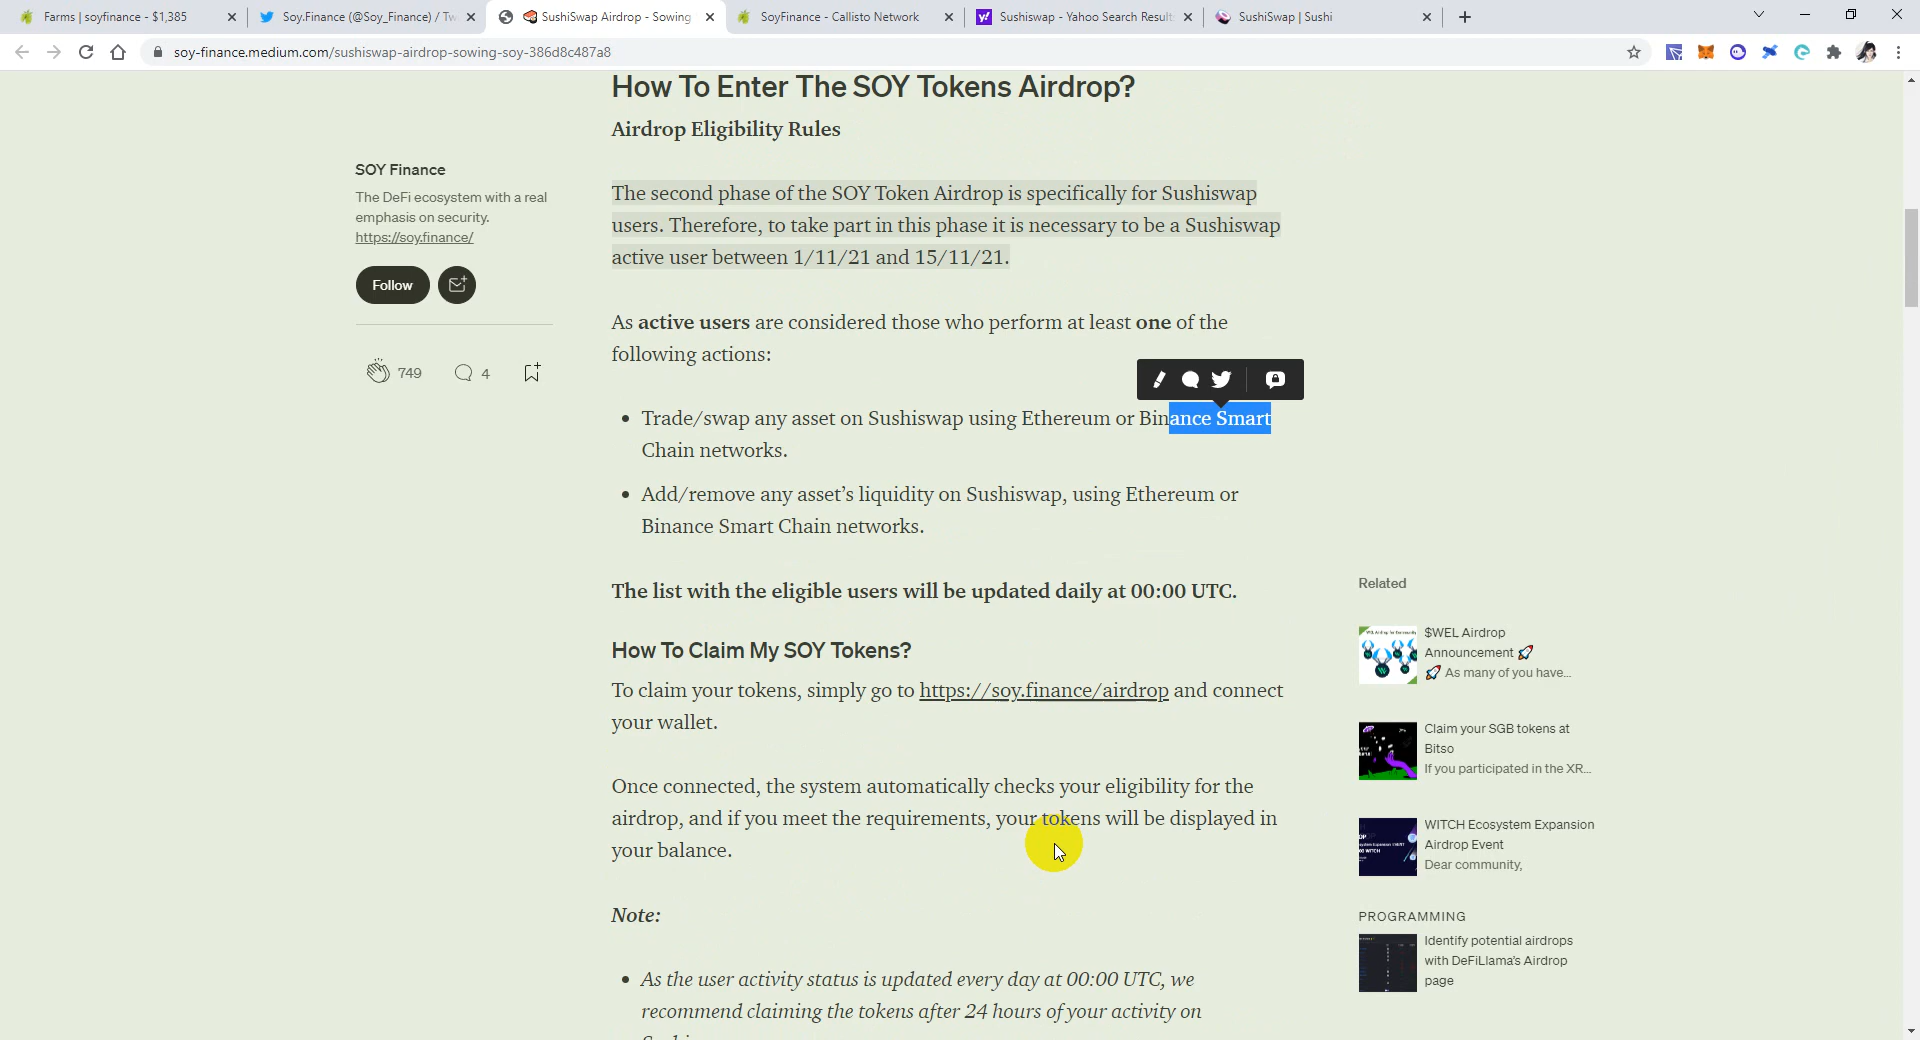 Farms | soyfinance - $1,385
Soy.Finance (@Soy_Finance) / Tw
SushiSwap Airdrop - Sowing
SoyFinance - Callisto Network
Sushiswap - Yahoo Search Result
SushiSwap | Sushi
soy-finance.medium.com/sushiswap-airdrop-sowing-soy-386d8c487a8
How To Enter The SOY Tokens Airdrop?
Airdrop Eligibility Rules
SOY Finance
The DeFi ecosystem with a real
emphasis on security.
https://soy.finance/
Follow
749
4
The second phase of the SOY Token Airdrop is specifically for Sushiswap
users. Therefore, to take part in this phase it is necessary to be a Sushiswap
active user between 1/11/21 and 15/11/21.
As active users are considered those who perform at least one of the
following actions:
• Trade/swap any asset on Sushiswap using Ethereum or Binance Smart
Chain networks.
• Add/remove any asset’s liquidity on Sushiswap, using Ethereum or
Binance Smart Chain networks.
The list with the eligible users will be updated daily at 00:00 UTC.
How To Claim My SOY Tokens?
To claim your tokens, simply go to https://soy.finance/airdrop and connect
your wallet.
Once connected, the system automatically checks your eligibility for the
airdrop, and if you meet the requirements, your tokens will be displayed in
your balance.
Note:
• As the user activity status is updated every day at 00:00 UTC, we
recommend claiming the tokens after 24 hours of your activity on
Related
$WEL Airdrop
Announcement 🚀
🚀 As many of you have...
Claim your SGB tokens at
Bitso
If you participated in the XR...
WITCH Ecosystem Expansion
Airdrop Event
Dear community,
PROGRAMMING
Identify potential airdrops
with DeFiLlama’s Airdrop
page